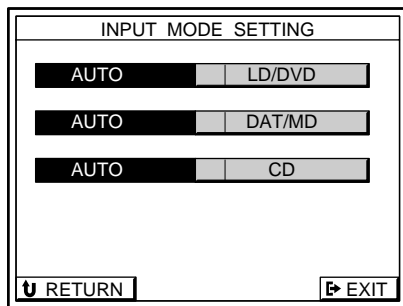 INPUT MODE SETTING
AUTO LD/DVD
AUTO DAT/MD
AUTO CD
RETURN EXIT